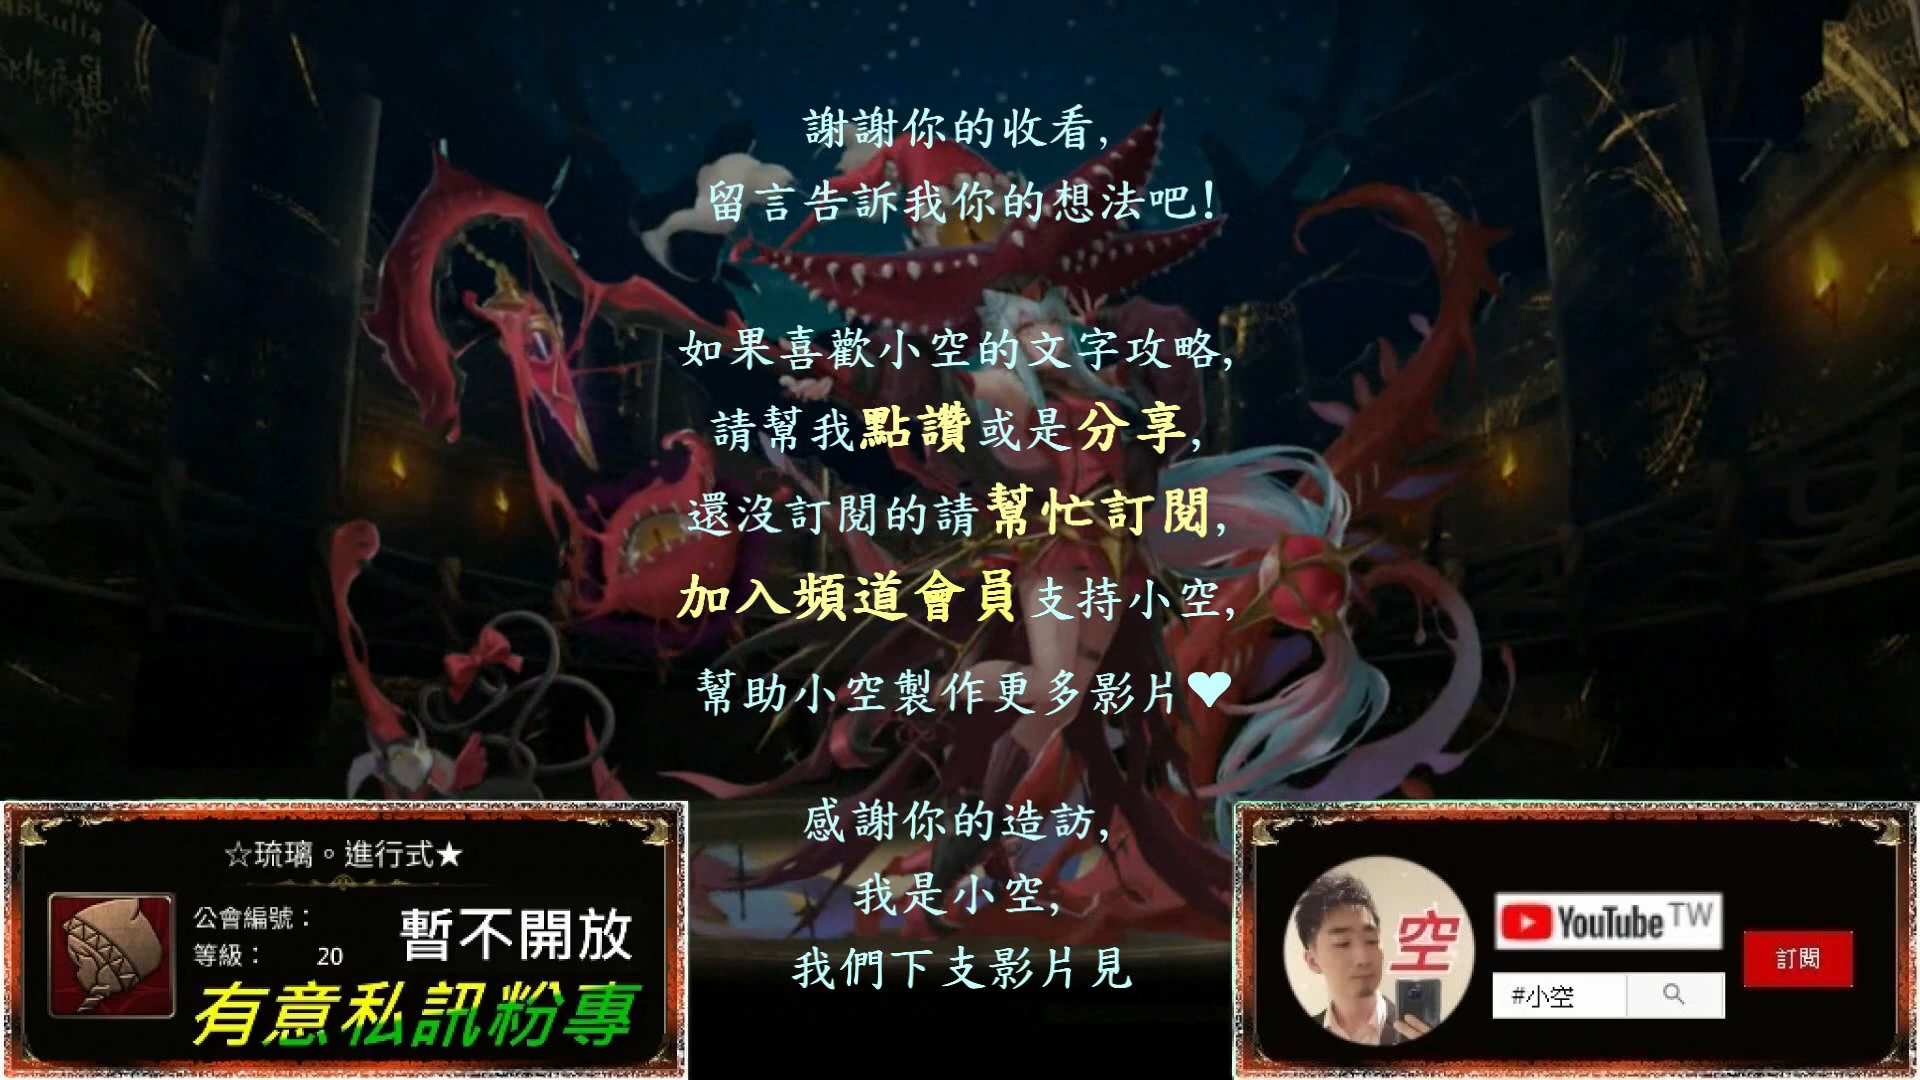 謝謝你的收看,
留言告訴我你的想法吧!
如果喜歡小空的文字攻略,
請幫我點讚或是分享,
還沒訂閱的請幫忙訂閱,
加入頻道會員支持小空,
幫助小空製作更多影片❤
感謝你的造訪,
我是小空,
我們下支影片見
☆琉璃。進行式★
公會編號：
等級： 20
暫不開放
有意私訊粉專
空
YouTube TW
#小空
訂閱